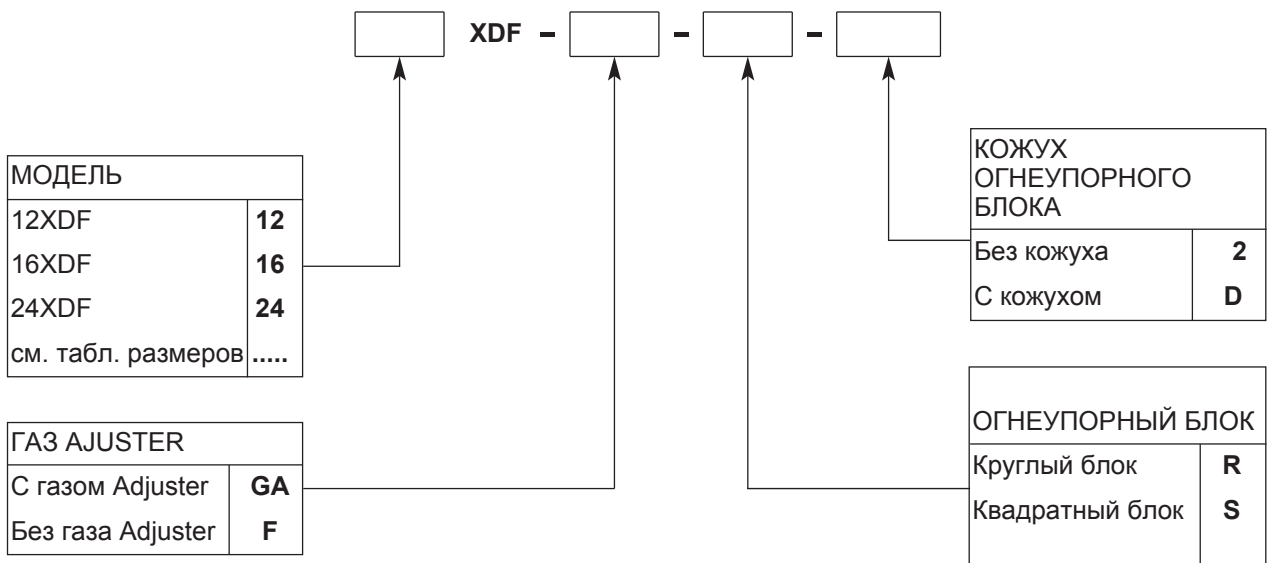 XDF – – –
МОДЕЛЬ
12XDF 12
16XDF 16
24XDF 24
см. табл. размеров .....
ГАЗ AJUSTER
С газом Adjuster GA
Без газа Adjuster F
КОЖУХ
ОГНЕУПОРНОГО
БЛОКА
Без кожуха 2
С кожухом D
ОГНЕУПОРНЫЙ БЛОК
Круглый блок R
Квадратный блок S